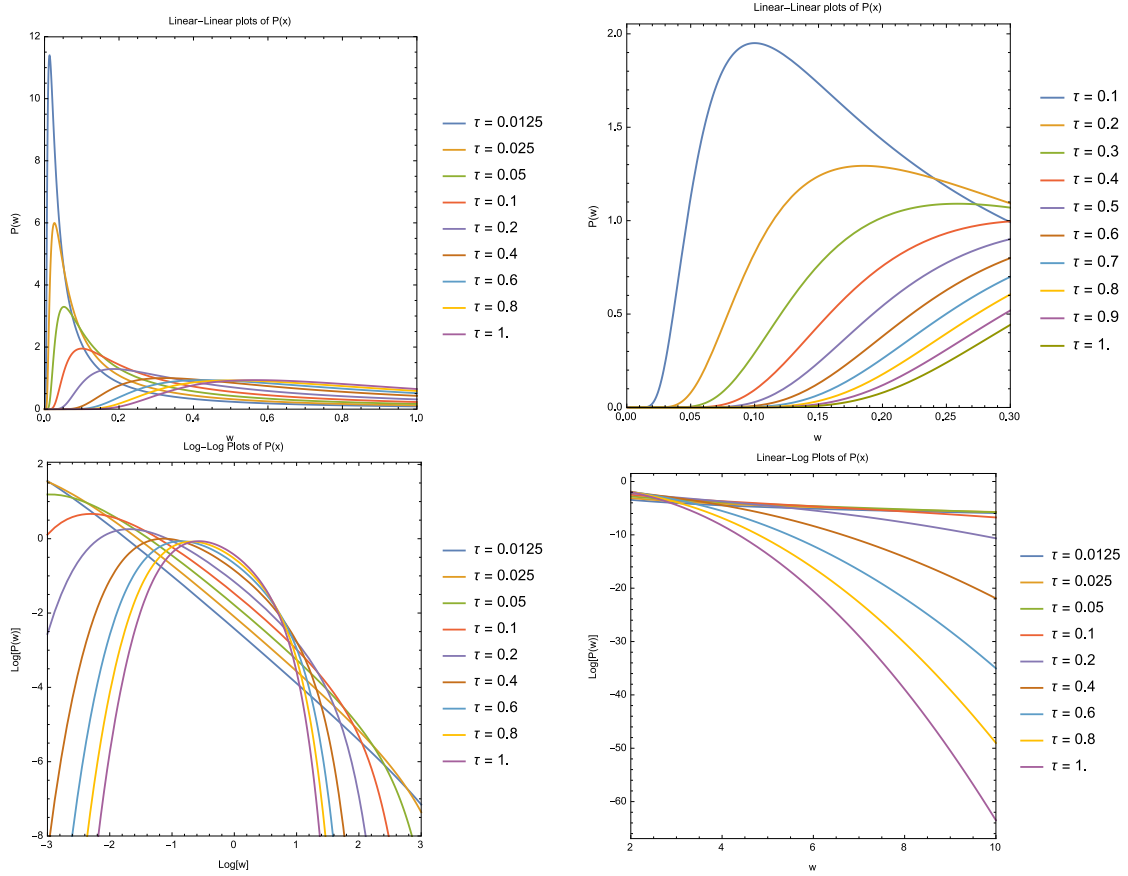 Linear−Linear plots of P(x)
12
10
8
6
4
2
0
P(w)
0.0
0.2
0.4
0.6
0.8
1.0
w
τ = 0.0125
τ = 0.025
τ = 0.05
τ = 0.1
τ = 0.2
τ = 0.4
τ = 0.6
τ = 0.8
τ = 1.
Linear−Linear plots of P(x)
2.0
1.5
1.0
0.5
0.0
P(w)
0.00
0.05
0.10
0.15
0.20
0.25
0.30
w
τ = 0.1
τ = 0.2
τ = 0.3
τ = 0.4
τ = 0.5
τ = 0.6
τ = 0.7
τ = 0.8
τ = 0.9
τ = 1.
Log−Log Plots of P(x)
2
0
−2
−4
−6
−8
Log[P(w)]
−3
−2
−1
0
1
2
3
Log[w]
τ = 0.0125
τ = 0.025
τ = 0.05
τ = 0.1
τ = 0.2
τ = 0.4
τ = 0.6
τ = 0.8
τ = 1.
Linear−Log Plots of P(x)
0
−10
−20
−30
−40
−50
−60
Log[P(w)]
2
4
6
8
10
w
τ = 0.0125
τ = 0.025
τ = 0.05
τ = 0.1
τ = 0.2
τ = 0.4
τ = 0.6
τ = 0.8
τ = 1.